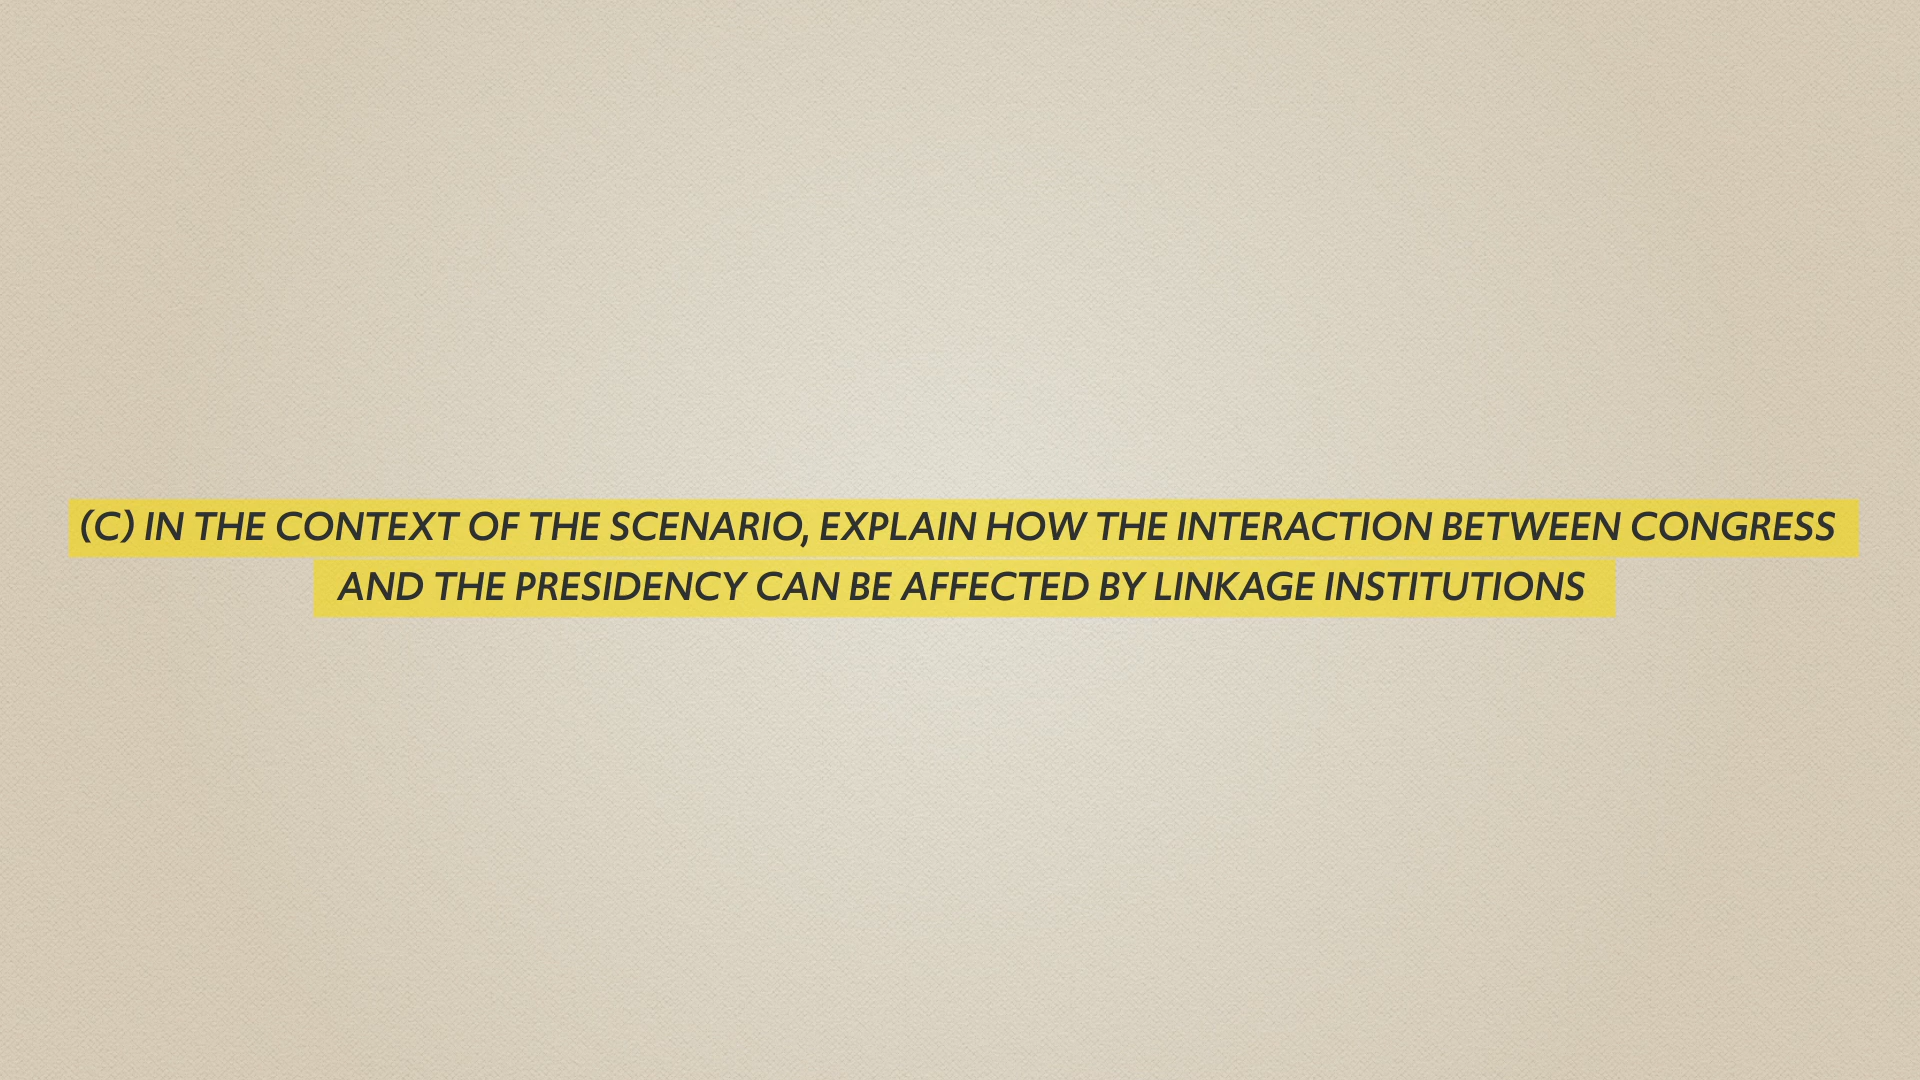 (C) IN THE CONTEXT OF THE SCENARIO, EXPLAIN HOW THE INTERACTION BETWEEN CONGRESS
AND THE PRESIDENCY CAN BE AFFECTED BY LINKAGE INSTITUTIONS